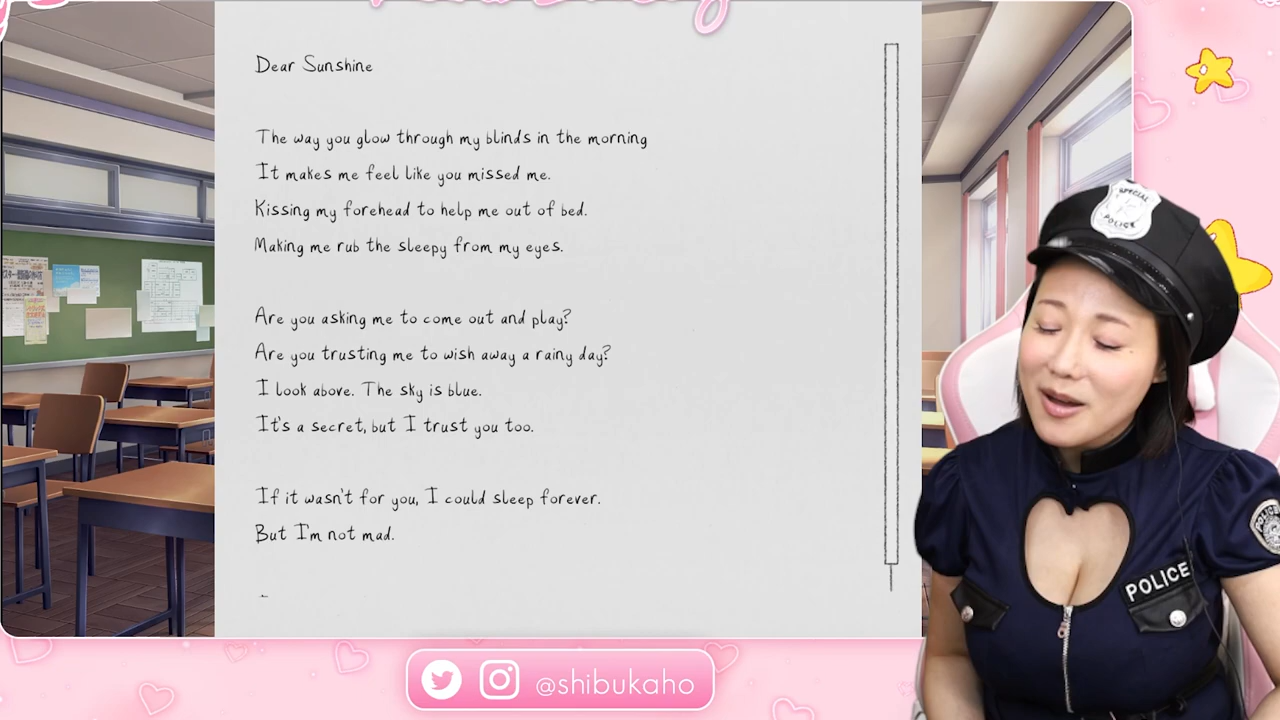 Dear Sunshine
The way you glow through my blinds in the morning
It makes me feel like you missed me.
Kissing my forehead to help me out of bed.
Making me rub the sleepy from my eyes.
Are you asking me to come out and play?
Are you trusting me to wish away a rainy day?
I look above. The sky is blue.
It's a secret, but I trust you too.
If it wasn't for you, I could sleep forever.
But I'm not mad.
SPECIAL
POLICE
POLICE
POLICE
@shibukaho